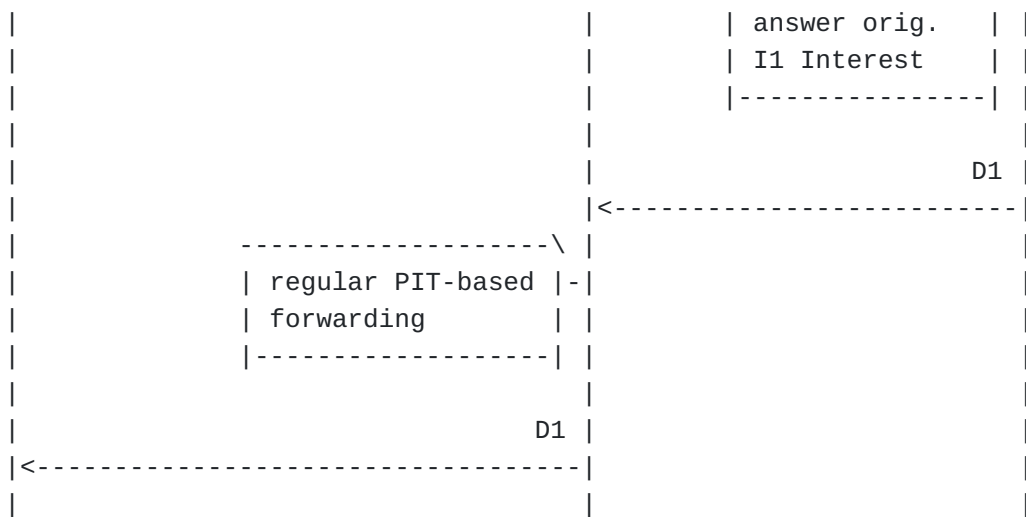 |                                     |         | answer orig.   | |
|                                     |         | I1 Interest    | |
|                                     |         |----------------| |
|                                     |                            |
|                                     |                         D1 |
|                                     |<---------------------------|
|               --------------------\ |                            |
|               | regular PIT-based |-|                            |
|               | forwarding        | |                            |
|               |-------------------| |                            |
|                                     |                            |
|                                  D1 |                            |
|<------------------------------------|                            |
|                                     |                            |